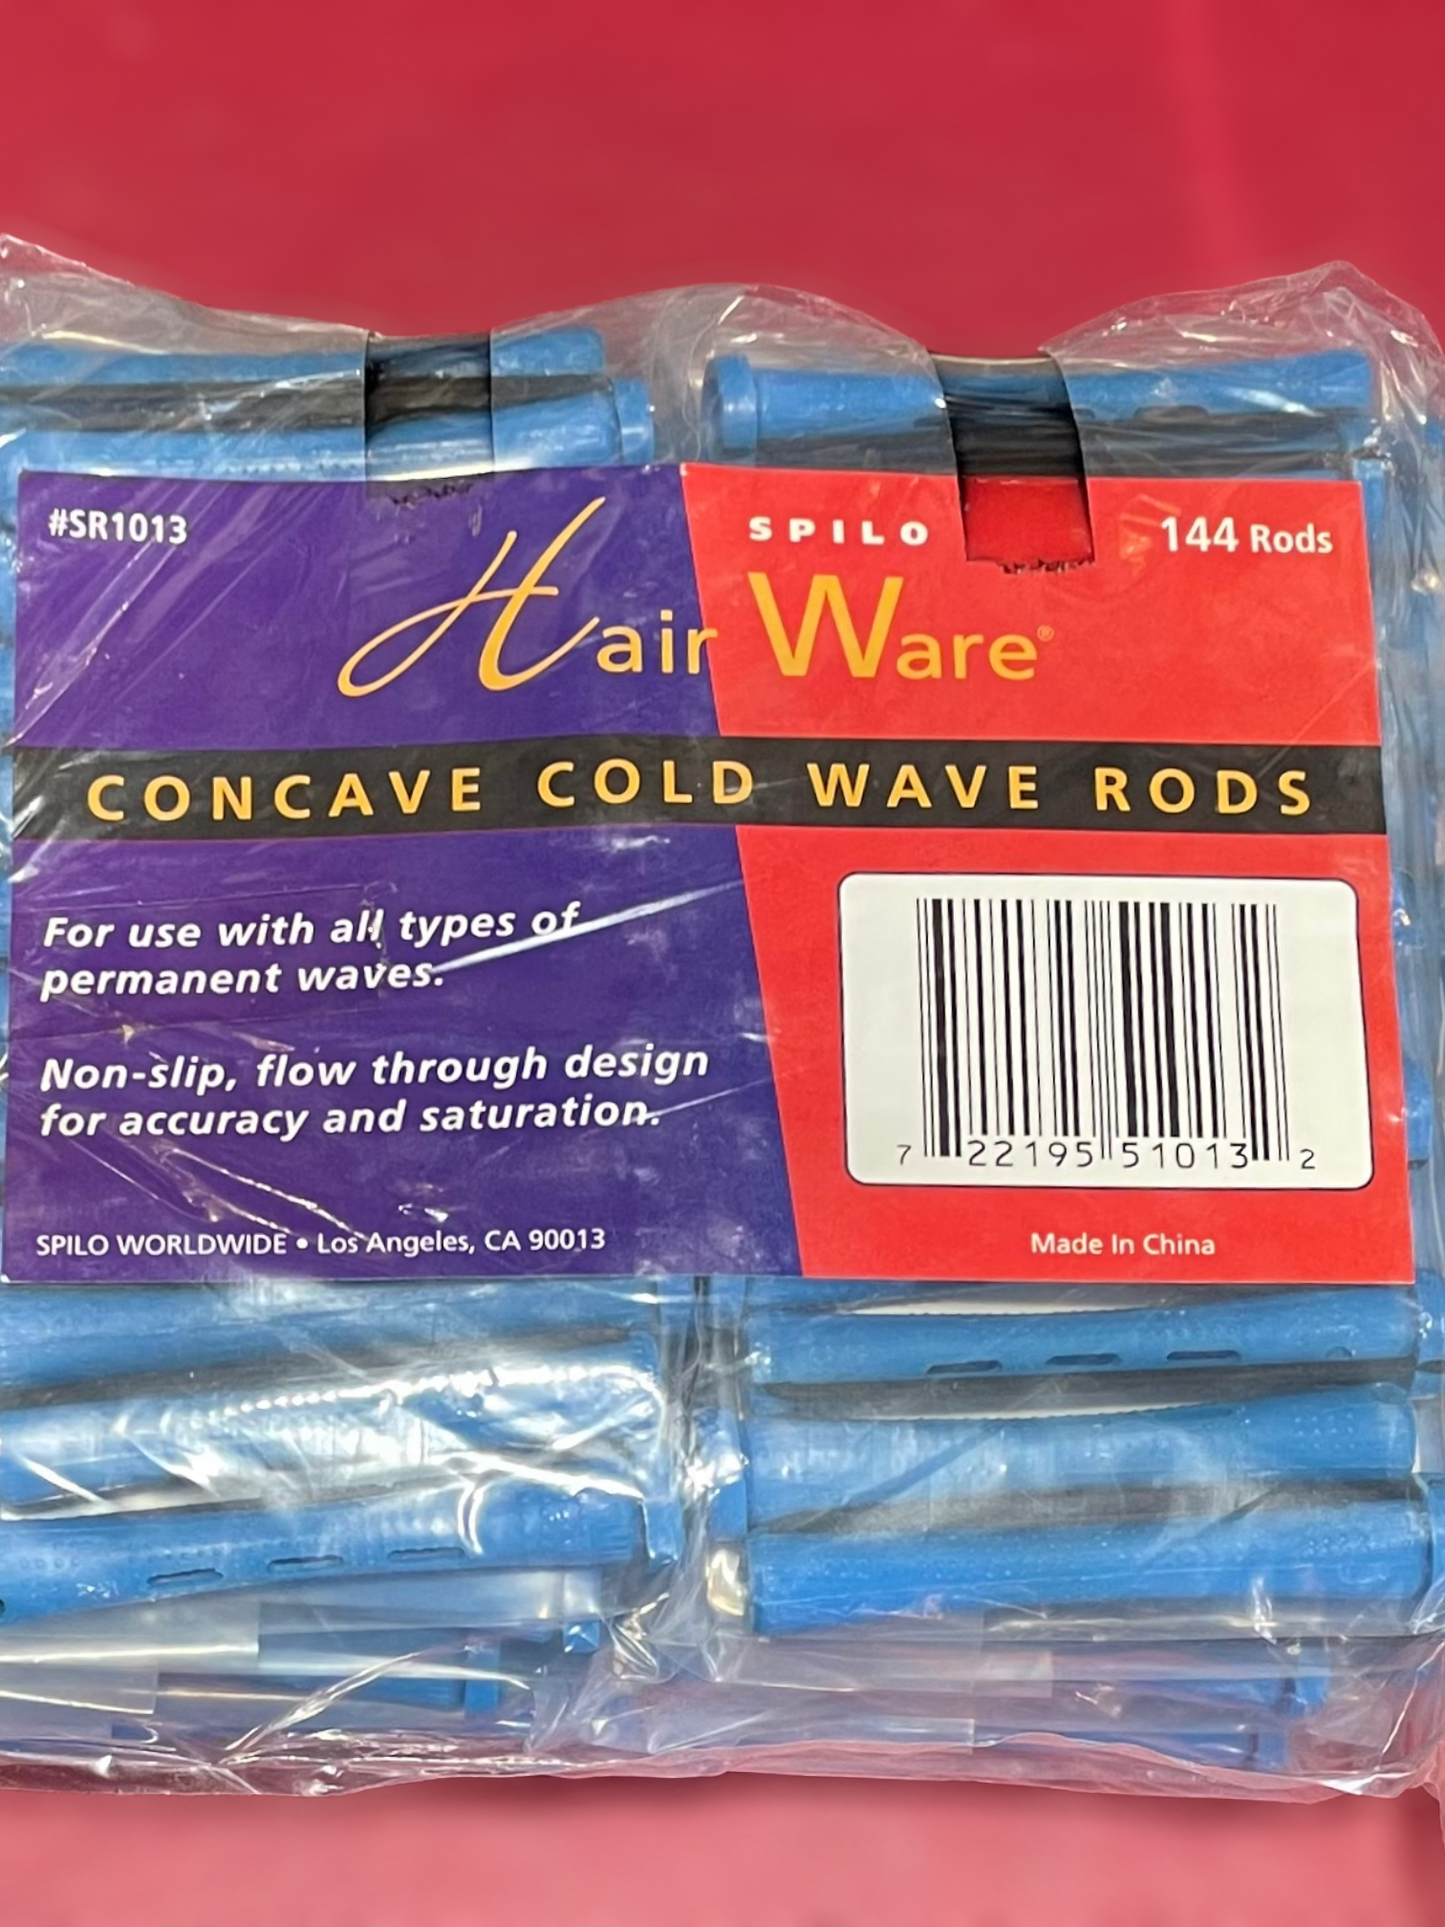 #SR1013
SPILO
144 Rods
Hair Ware®
CONCAVE COLD WAVE RODS
For use with all types of
permanent waves.
Non-slip, flow through design
for accuracy and saturation.
7 22195 51013 2
SPILO WORLDWIDE • Los Angeles, CA 90013
Made In China